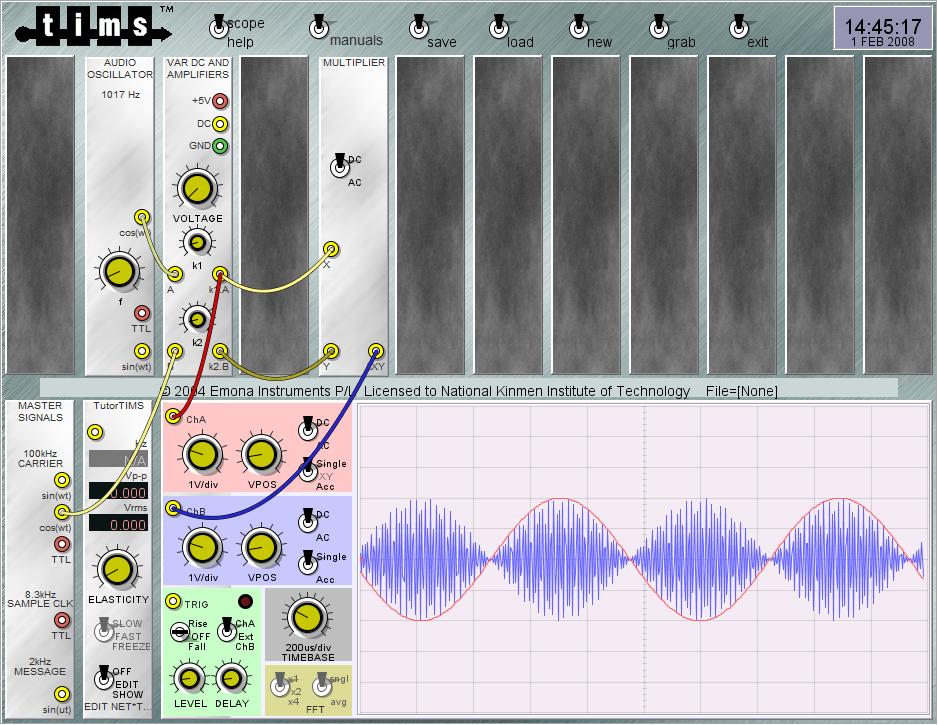 tims™
scope
help
manuals
save
load
new
grab
exit
14:45:17
1 FEB 2008
AUDIO
OSCILLATOR
1017 Hz
cos(wt)
f
TTL
sin(wt)
VAR DC AND
AMPLIFIERS
+5V
DC
GND
VOLTAGE
k1
A
k1.A
k2
k2.B
MULTIPLIER
DC
AC
X
Y
© 2004 Emona Instruments P/L Licensed to National Kinmen Institute of Technology File=[None]
MASTER
SIGNALS
100kHz
CARRIER
sin(wt)
cos(wt)
TTL
8.3kHz
SAMPLE CLK
TTL
2kHz
MESSAGE
sin(ut)
TutorTIMS
Hz
N/A
Vp-p
0.000
Vrms
0.000
ELASTICITY
SLOW
FAST
FREEZE
OFF
EDIT
SHOW
EDIT NET*T...
ChA
1V/div
VPOS
DC
AC
Single
XY
Acc
ChB
1V/div
VPOS
DC
AC
Single
Acc
TRIG
Rise
OFF
Fall
ChA
Ext
ChB
LEVEL
DELAY
200us/div
TIMEBASE
x1
x2
x4
sngl
avg
FFT